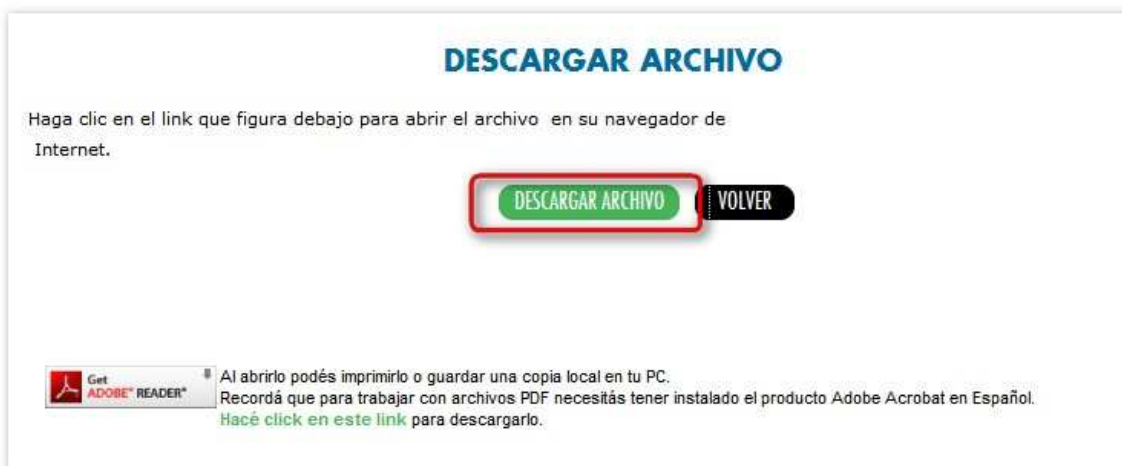 DESCARGAR ARCHIVO
Haga clic en el link que figura debajo para abrir el archivo en su navegador de
Internet.
DESCARGAR ARCHIVO VOLVER
Get
ADOBE® READER®
Al abrirlo podés imprimirlo o guardar una copia local en tu PC.
Recordá que para trabajar con archivos PDF necesitás tener instalado el producto Adobe Acrobat en Español.
Hacé click en este link para descargarlo.